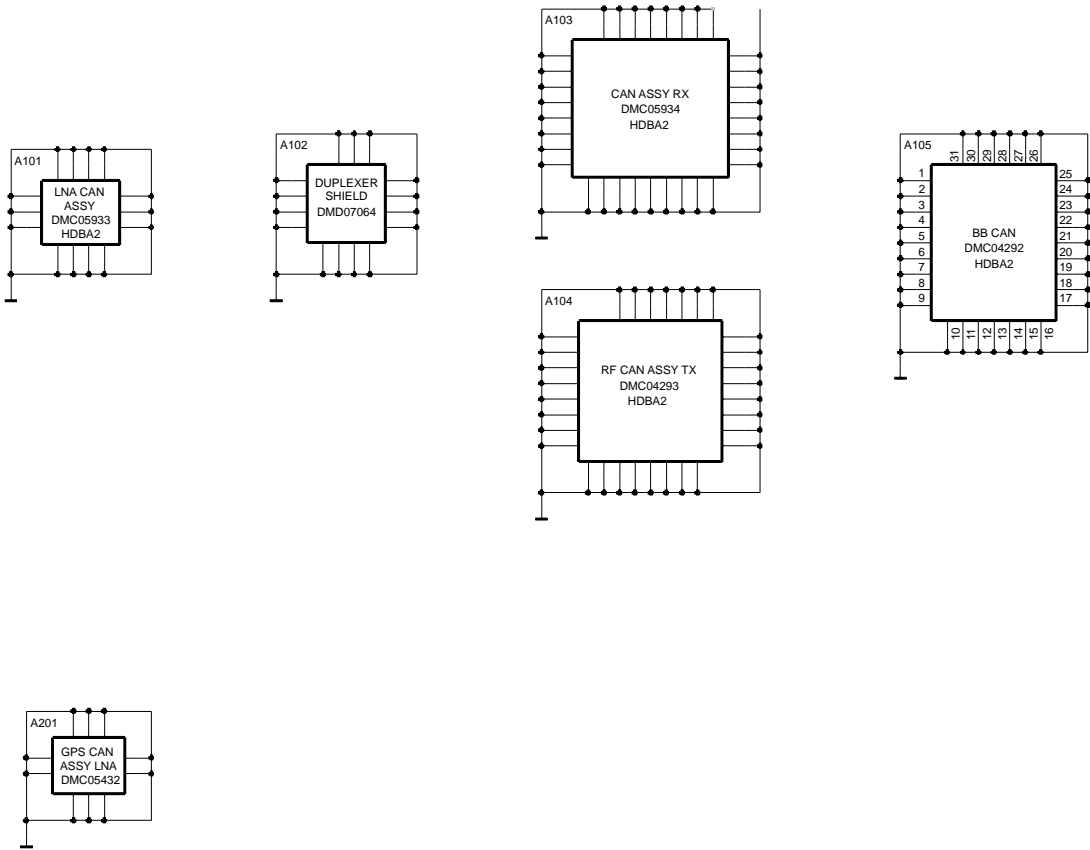 A103
CAN ASSY RX
DMC05934
HDBA2
A101
LNA CAN
ASSY
DMC05933
HDBA2
A102
DUPLEXER
SHIELD
DMD07064
A105
31
30
29
28
27
26
1
2
3
4
5
6
7
8
9
BB CAN
DMC04292
HDBA2
25
24
23
22
21
20
19
18
17
10
11
12
13
14
15
16
A104
RF CAN ASSY TX
DMC04293
HDBA2
A201
GPS CAN
ASSY LNA
DMC05432